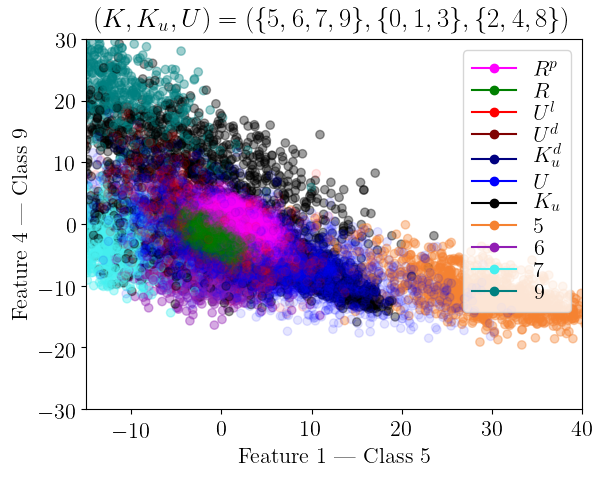 (K, K_u, U) = ({5, 6, 7, 9}, {0, 1, 3}, {2, 4, 8})
30
20
10
0
−10
−20
−30
Feature 4 — Class 9
R^p
R
U^l
U^d
K_u^d
U
K_u
5
6
7
9
−10
0
10
20
30
40
Feature 1 — Class 5